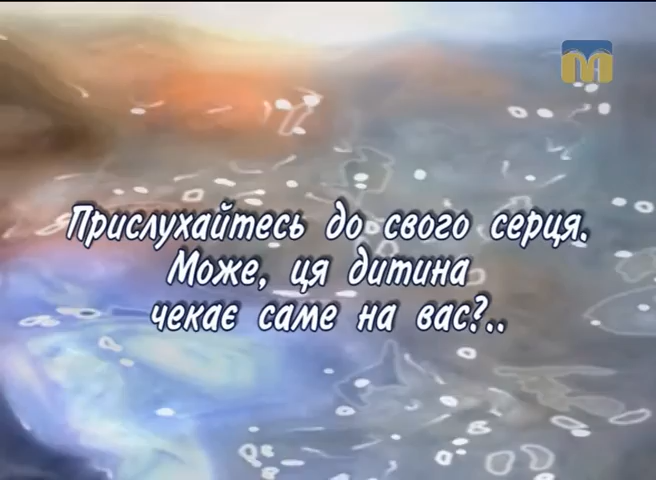 Прислухайтесь до свого серця.
Може, ця дитина
чекає саме на вас?..